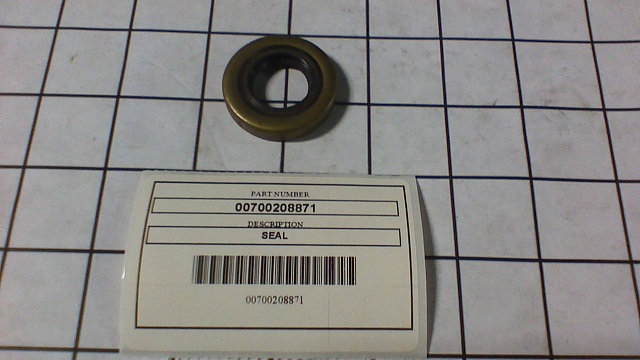 PART NUMBER
00700208871
DESCRIPTION
SEAL
00700208871